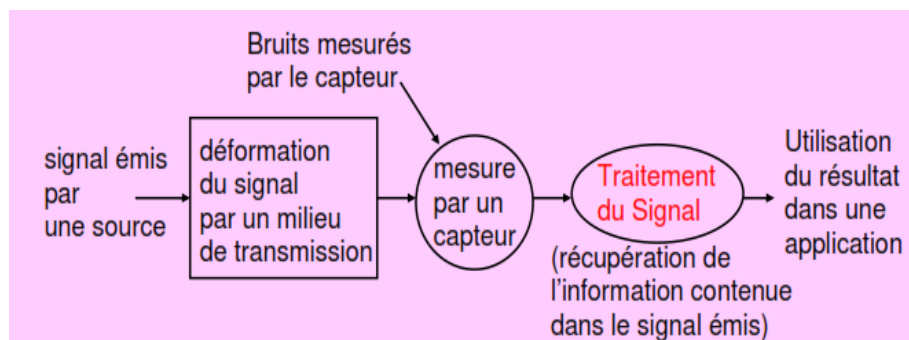 Bruits mesurés
par le capteur
signal émis
par
une source
déformation
du signal
par un milieu
de transmission
mesure
par un
capteur
Traitement
du Signal
(récupération de
l'information contenue
dans le signal émis)
Utilisation
du résultat
dans une
application